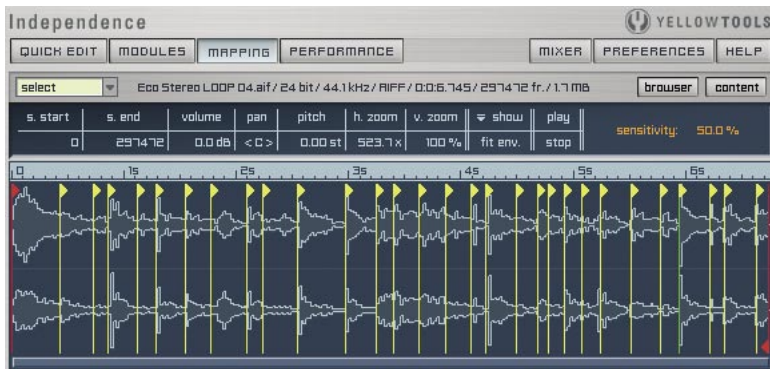 Independence
YELLOWTOOLS
QUICK EDIT MODULES MAPPING PERFORMANCE MIXER PREFERENCES HELP
select Eco Stereo LOOP 04.aif / 24 bit / 44.1 kHz / AIFF / 0:0:6.745 / 297472 fr. / 1.7 MB browser content
s. start s. end volume pan pitch h. zoom v. zoom show play
0 297472 0.0 dB < C > 0.00 st 523.7 x 100 % fit env. stop
sensitivity: 50.0 %
0 1s 2s 3s 4s 5s 6s